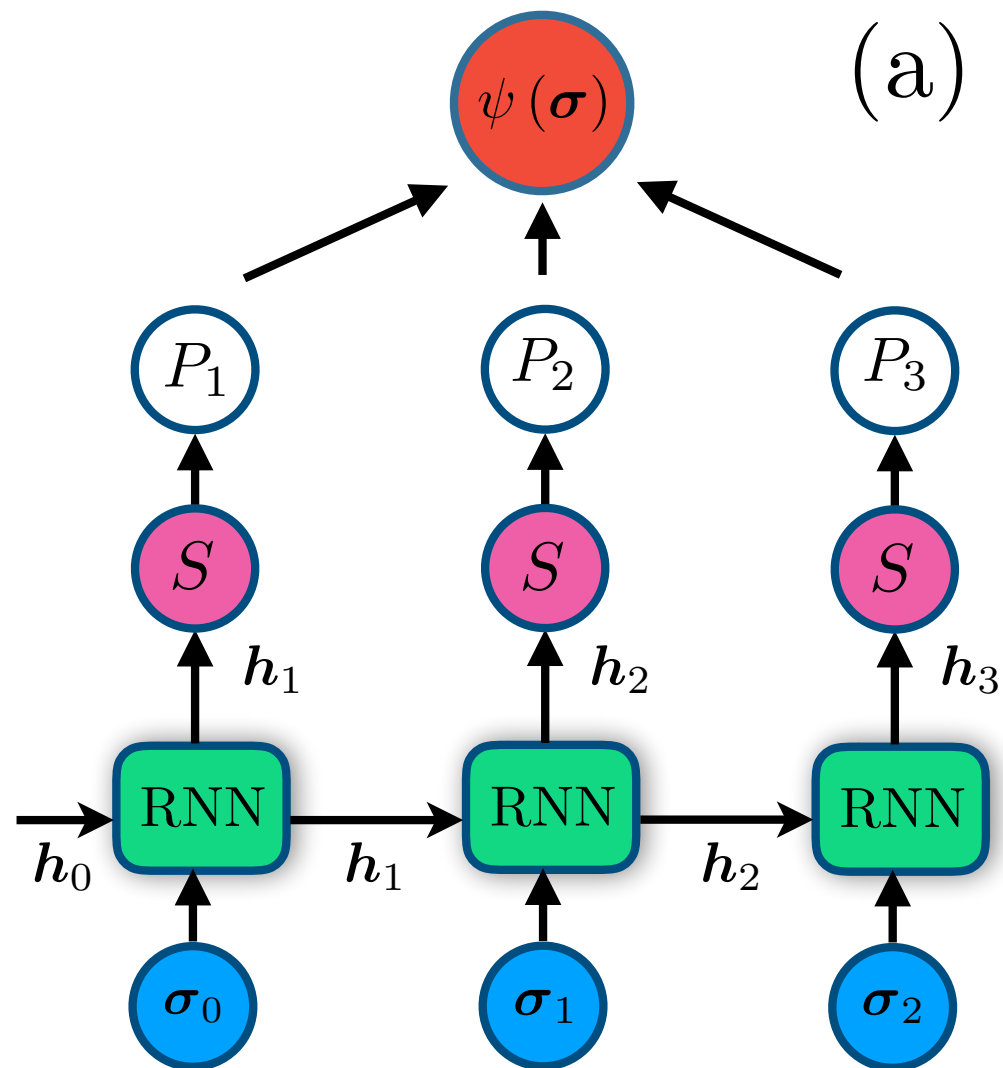 (a)
ψ (σ)
P₁ P₂ P₃
S S S
h₁ h₂ h₃
RNN RNN RNN
h₀ h₁ h₂
σ₀ σ₁ σ₂